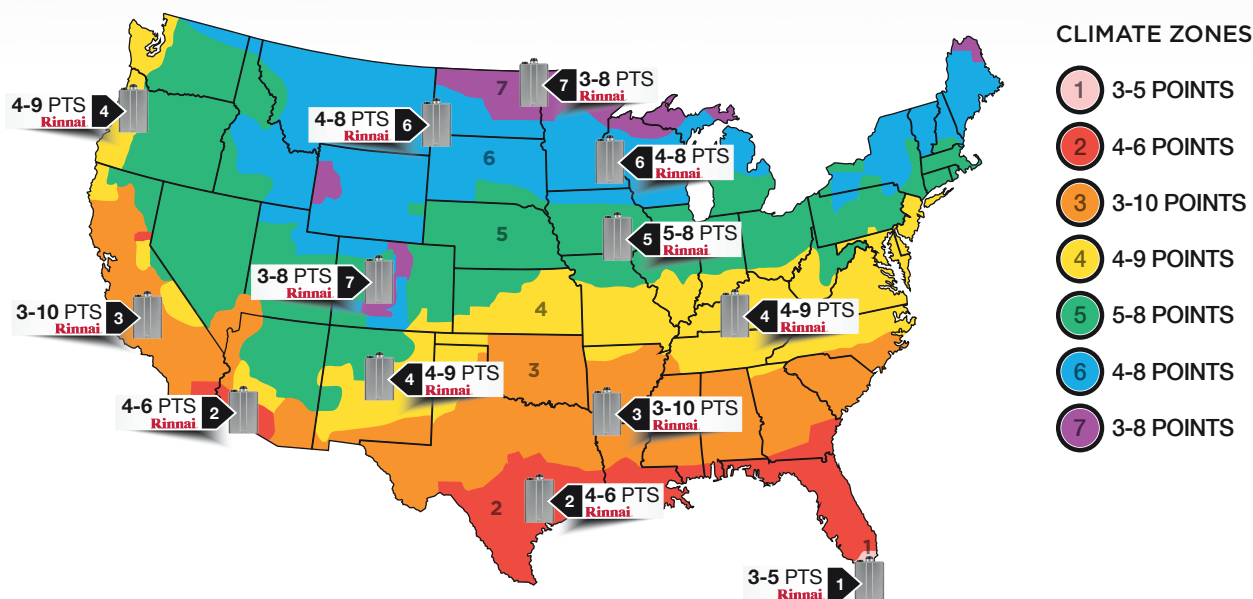 CLIMATE ZONES
1 3-5 POINTS
2 4-6 POINTS
3 3-10 POINTS
4 4-9 POINTS
5 5-8 POINTS
6 4-8 POINTS
7 3-8 POINTS
7
7 3-8 PTS
Rinnai
4-9 PTS 4
Rinnai
4-8 PTS 6
Rinnai
6
6 4-8 PTS
Rinnai
5
5 5-8 PTS
Rinnai
3-8 PTS 7
Rinnai
4
3-10 PTS 3
Rinnai
4 4-9 PTS
Rinnai
3
4 4-9 PTS
Rinnai
4-6 PTS 2
Rinnai
3 3-10 PTS
Rinnai
2
2 4-6 PTS
Rinnai
1
3-5 PTS 1
Rinnai